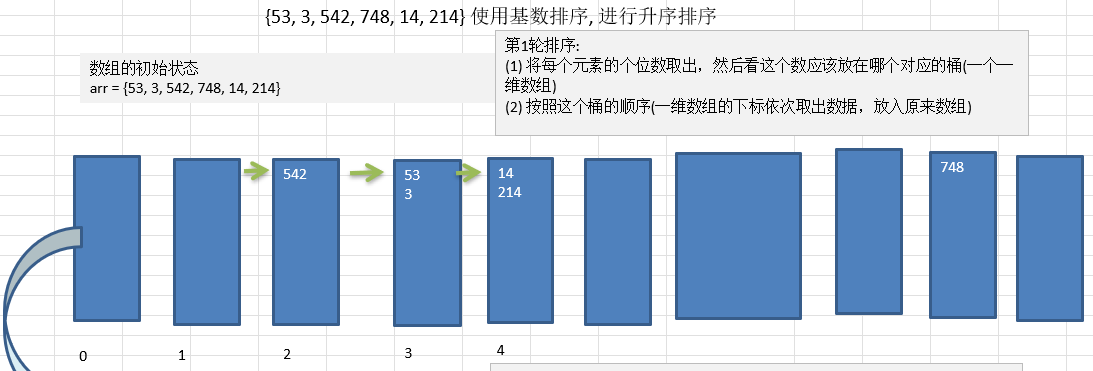 {53, 3, 542, 748, 14, 214} 使用基数排序, 进行升序排序
数组的初始状态
arr = {53, 3, 542, 748, 14, 214}
第1轮排序:
(1) 将每个元素的个位数取出，然后看这个数应该放在哪个对应的桶(一个一
维数组)
(2) 按照这个桶的顺序(一维数组的下标依次取出数据，放入原来数组)
542
53
3
14
214
748
0
1
2
3
4